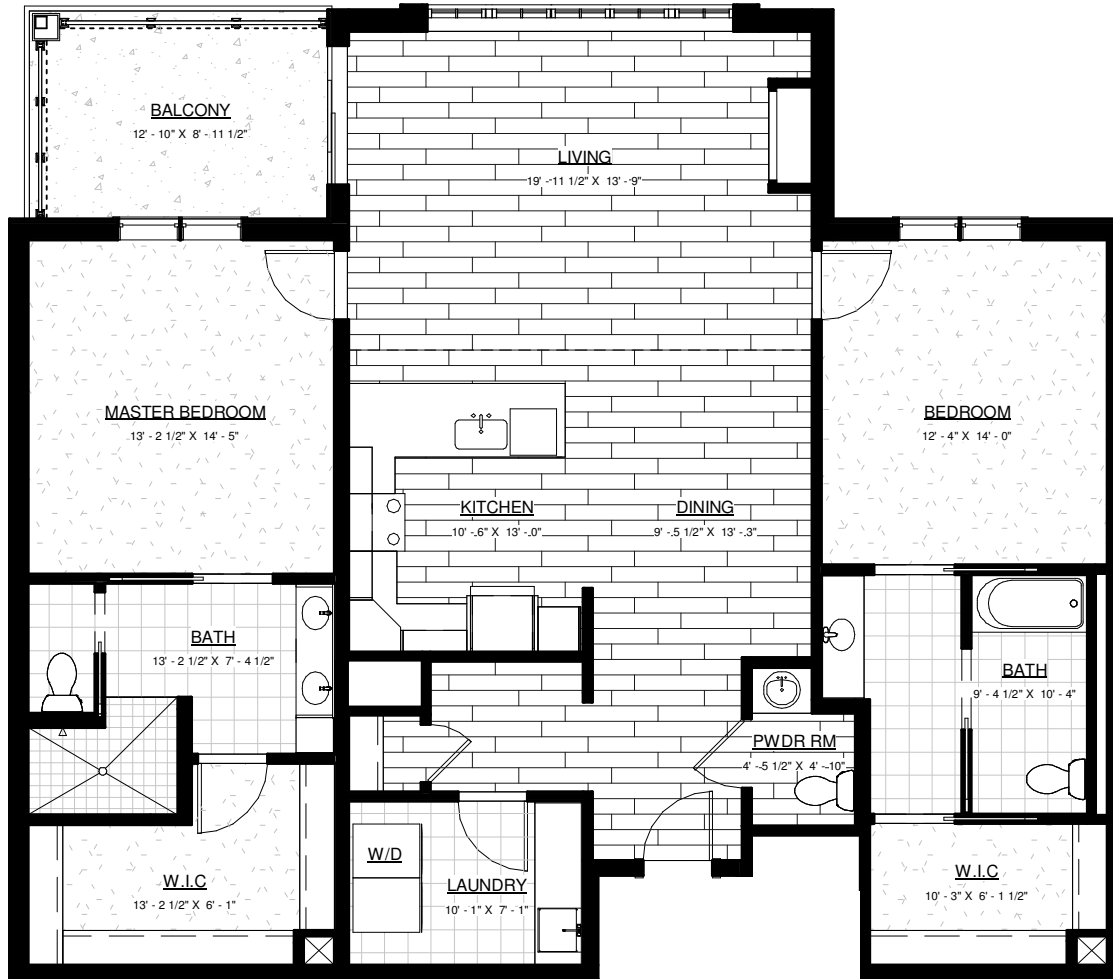 BALCONY
12' - 10" X 8' - 11 1/2"
LIVING
19' - 11 1/2" X 13' - 9"
MASTER BEDROOM
13' - 2 1/2" X 14' - 5"
BEDROOM
12' - 4" X 14' - 0"
KITCHEN
10' - 6" X 13' - 0"
DINING
9' - 5 1/2" X 13' - 3"
BATH
13' - 2 1/2" X 7' - 4 1/2"
BATH
9' - 4 1/2" X 10' - 4"
PWDR RM
4' - 5 1/2" X 4' - 10"
W/D
LAUNDRY
10' - 1" X 7' - 1"
W.I.C
13' - 2 1/2" X 6' - 1"
W.I.C
10' - 3" X 6' - 1 1/2"